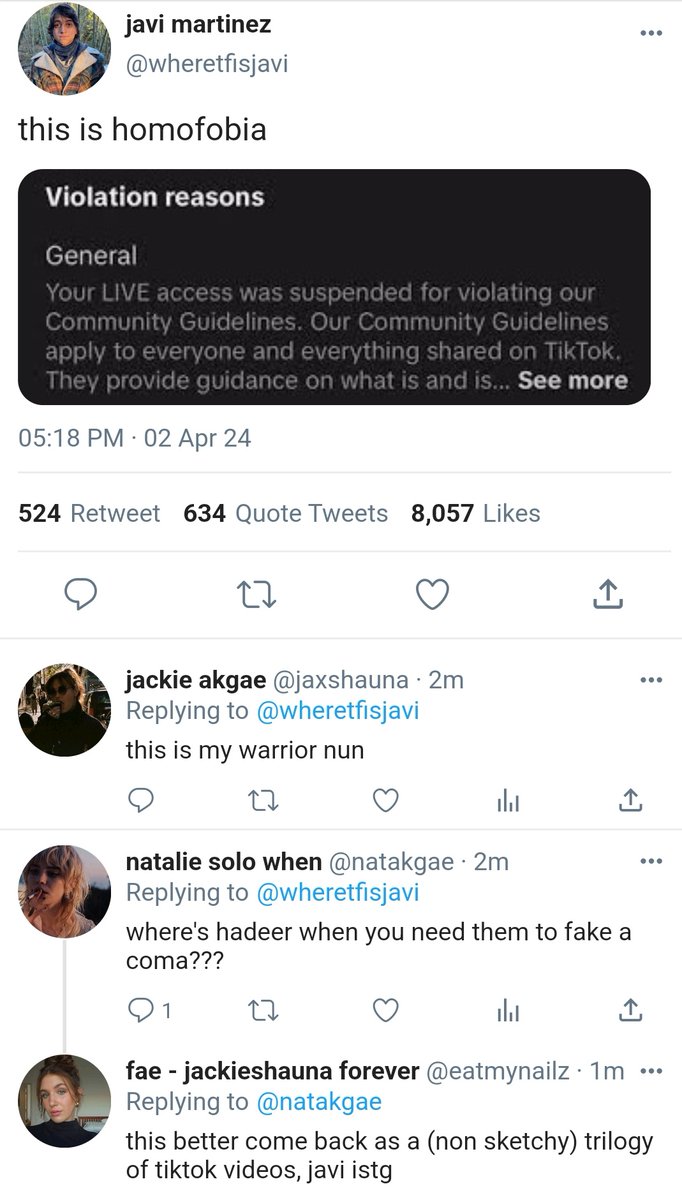 javi martinez
@wheretfisjavi
this is homofobia
Violation reasons
General
Your LIVE access was suspended for violating our
Community Guidelines. Our Community Guidelines
apply to everyone and everything shared on TikTok.
They provide guidance on what is and is... See more
05:18 PM · 02 Apr 24
524 Retweet 634 Quote Tweets 8,057 Likes
jackie akgae @jaxshauna · 2m
Replying to @wheretfisjavi
this is my warrior nun
natalie solo when @natakgae · 2m
Replying to @wheretfisjavi
where's hadeer when you need them to fake a
coma???
1
fae - jackieshauna forever @eatmynailz · 1m
Replying to @natakgae
this better come back as a (non sketchy) trilogy
of tiktok videos, javi istg